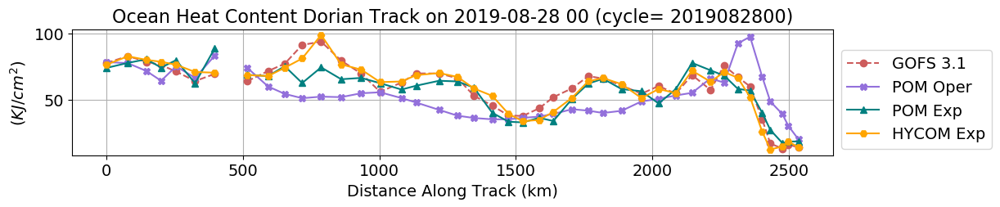 Ocean Heat Content Dorian Track on 2019-08-28 00 (cycle= 2019082800)
(KJ/cm²)
100
50
0
500
1000
1500
2000
2500
Distance Along Track (km)
GOFS 3.1
POM Oper
POM Exp
HYCOM Exp